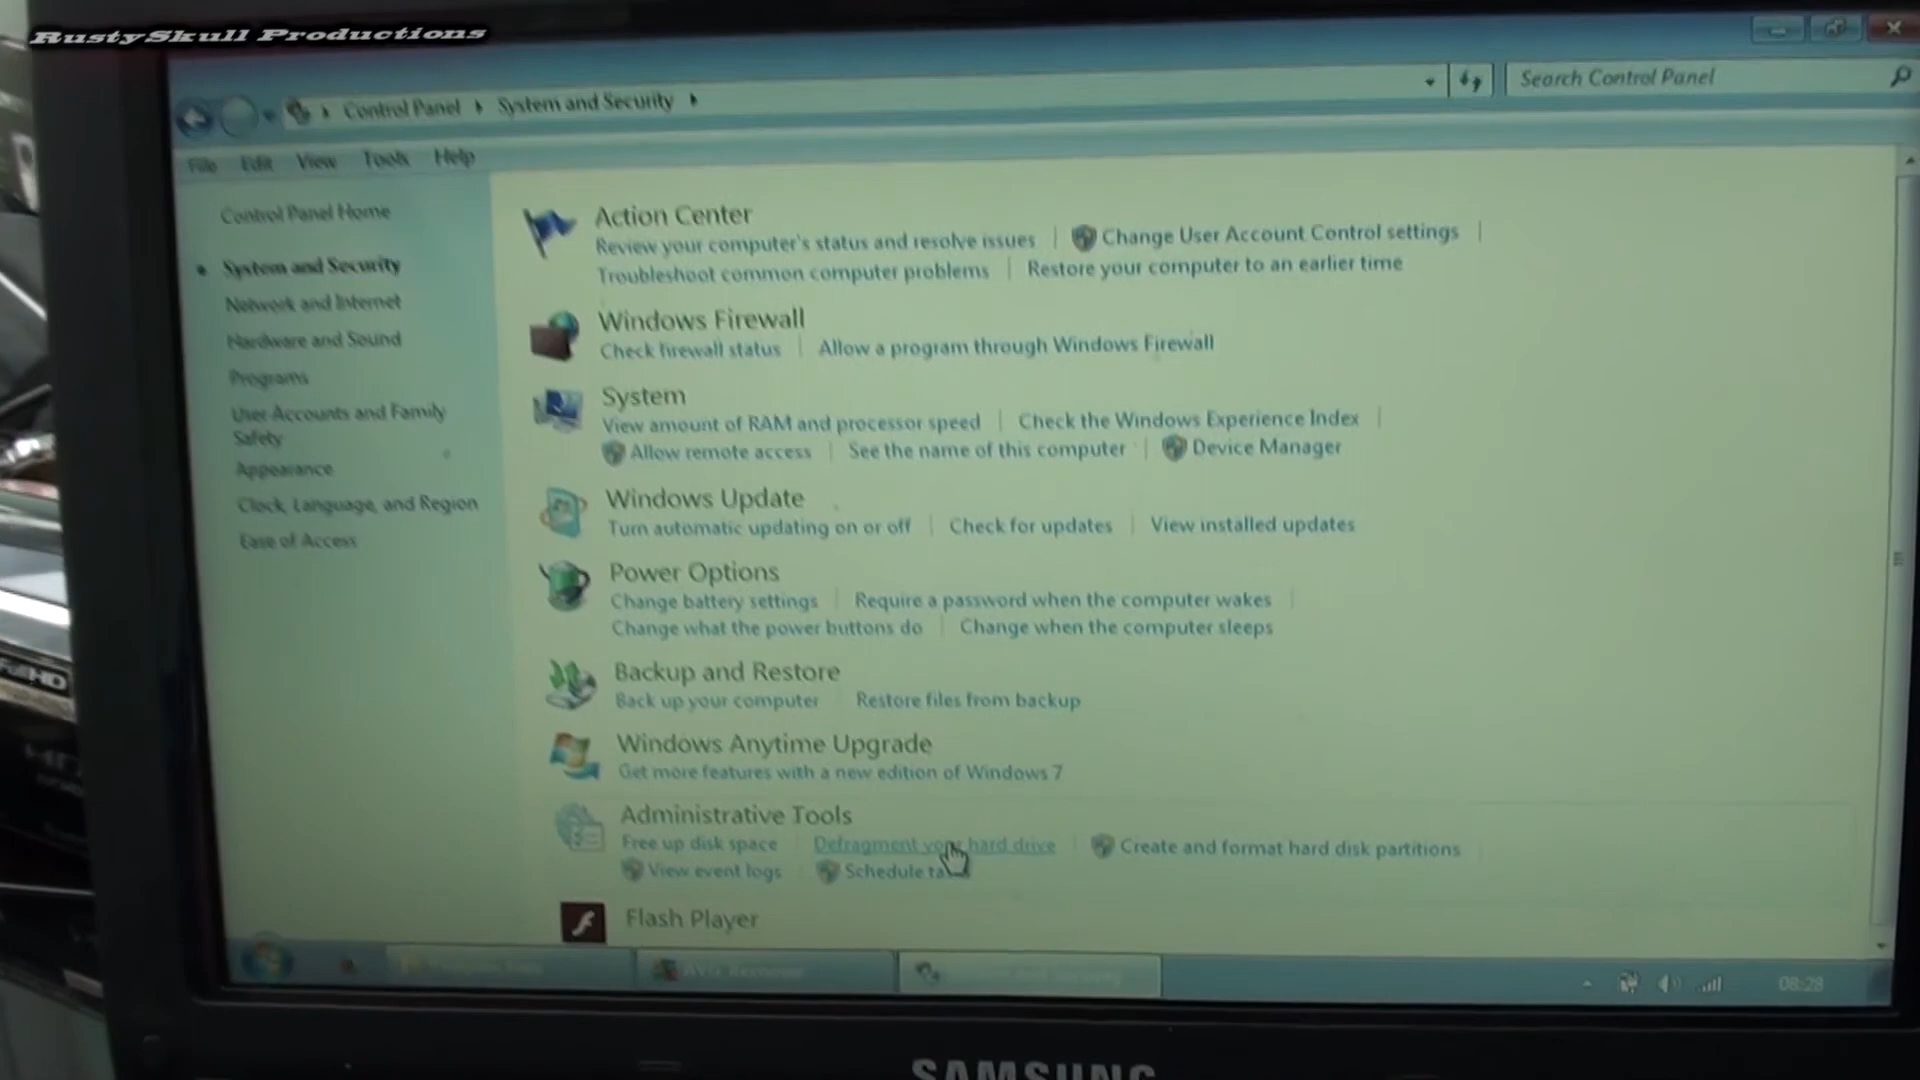 RustySkull Productions
Control Panel System and Security
Search Control Panel
File Edit View Tools Help
Control Panel Home
System and Security
Network and Internet
Hardware and Sound
Programs
User Accounts and Family
Safety
Appearance
Clock, Language, and Region
Ease of Access
Action Center
Review your computer's status and resolve issues Change User Account Control settings
Troubleshoot common computer problems Restore your computer to an earlier time
Windows Firewall
Check firewall status Allow a program through Windows Firewall
System
View amount of RAM and processor speed Check the Windows Experience Index
Allow remote access See the name of this computer Device Manager
Windows Update
Turn automatic updating on or off Check for updates View installed updates
Power Options
Change battery settings Require a password when the computer wakes
Change what the power buttons do Change when the computer sleeps
Backup and Restore
Back up your computer Restore files from backup
Windows Anytime Upgrade
Get more features with a new edition of Windows 7
Administrative Tools
Free up disk space Defragment your hard drive Create and format hard disk partitions
View event logs Schedule ta
Flash Player
08:28
SAMSUNG
Full HD